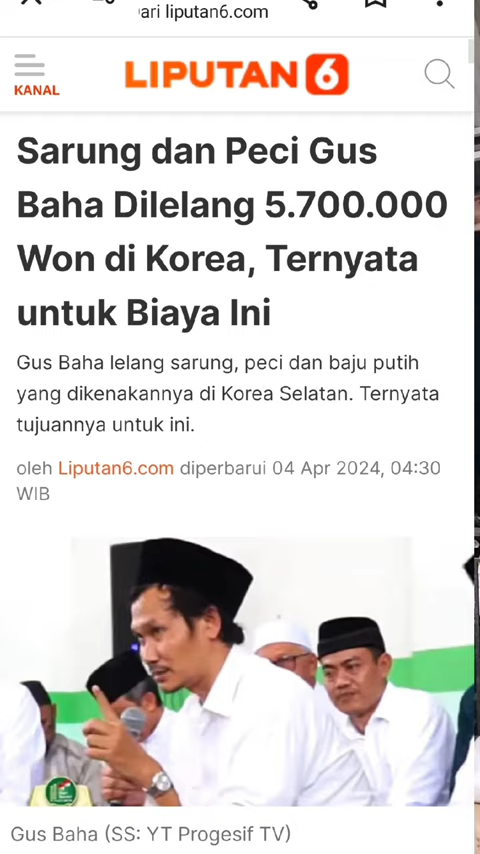 ari liputan6.com
KANAL
LIPUTAN 6
Sarung dan Peci Gus
Baha Dilelang 5.700.000
Won di Korea, Ternyata
untuk Biaya Ini
Gus Baha lelang sarung, peci dan baju putih
yang dikenakannya di Korea Selatan. Ternyata
tujuannya untuk ini.
oleh Liputan6.com diperbarui 04 Apr 2024, 04:30
WIB
Gus Baha (SS: YT Progesif TV)